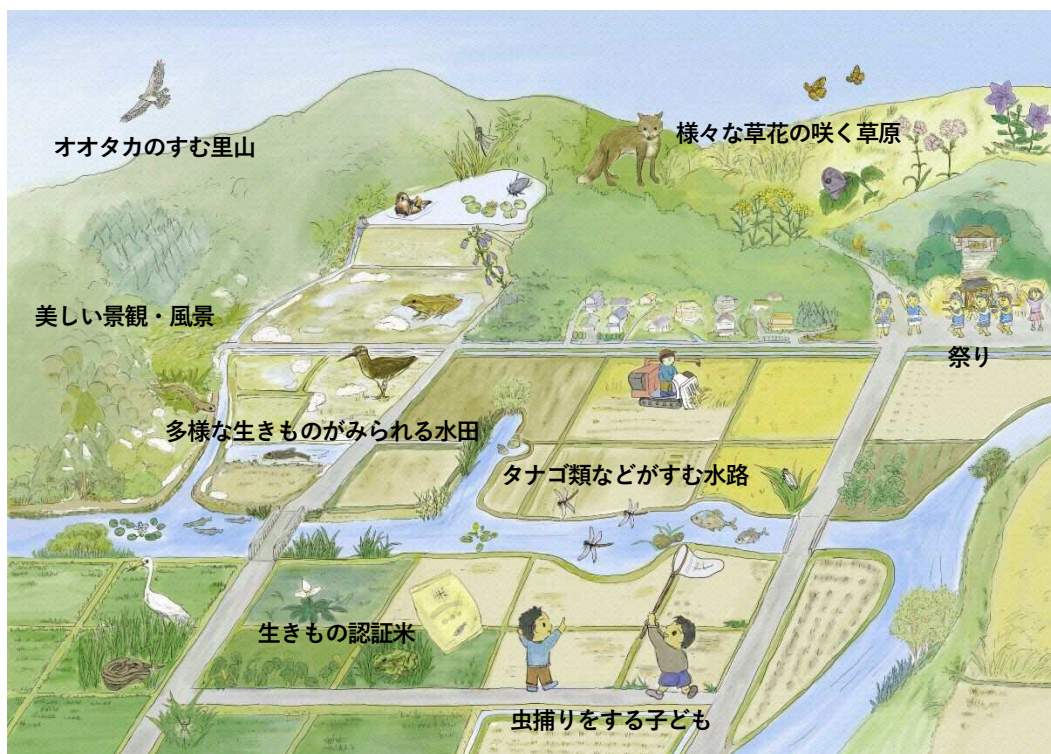 オオタカのすむ里山
様々な草花の咲く草原
美しい景観・風景
祭り
多様な生きものがみられる水田
タナゴ類などがすむ水路
米
生きもの認証米
虫捕りをする子ども